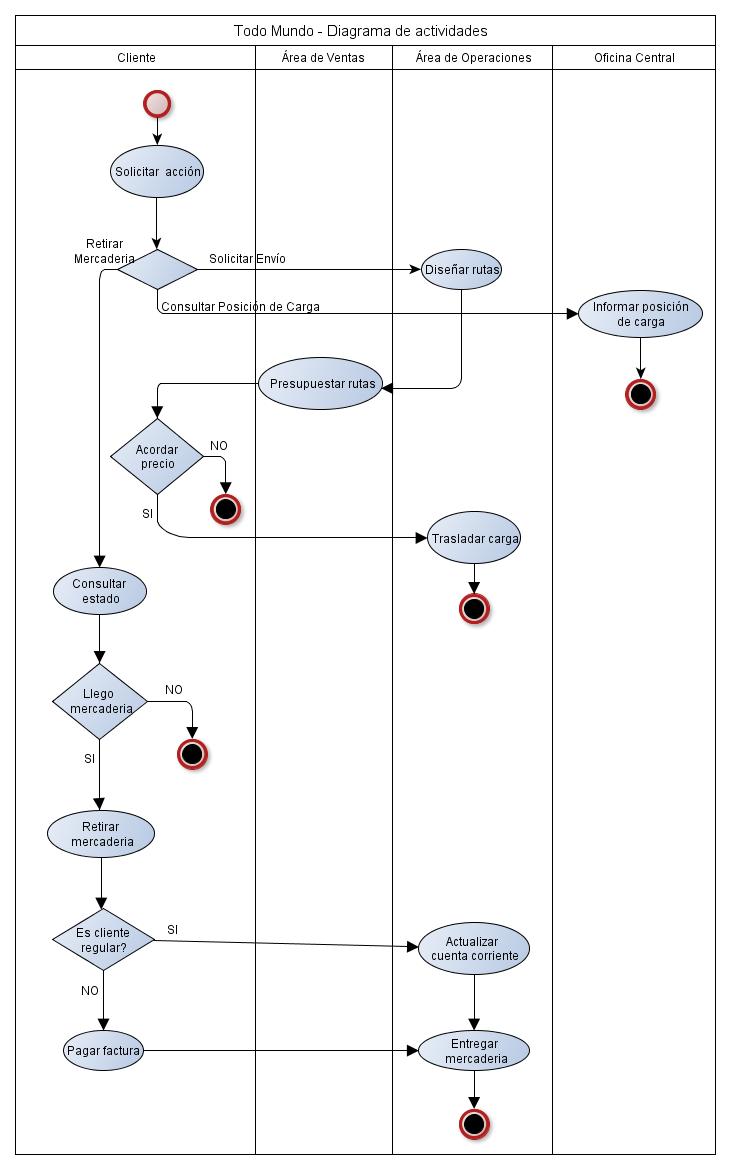 Todo Mundo - Diagrama de actividades
Cliente
Área de Ventas
Área de Operaciones
Oficina Central
Solicitar acción
Retirar
Mercaderia
Solicitar Envío
Diseñar rutas
Consultar Posición de Carga
Informar posición
de carga
Presupuestar rutas
Acordar
precio
NO
SI
Trasladar carga
Consultar
estado
Llego
mercaderia
NO
SI
Retirar
mercaderia
Es cliente
regular?
SI
Actualizar
cuenta corriente
NO
Pagar factura
Entregar
mercaderia